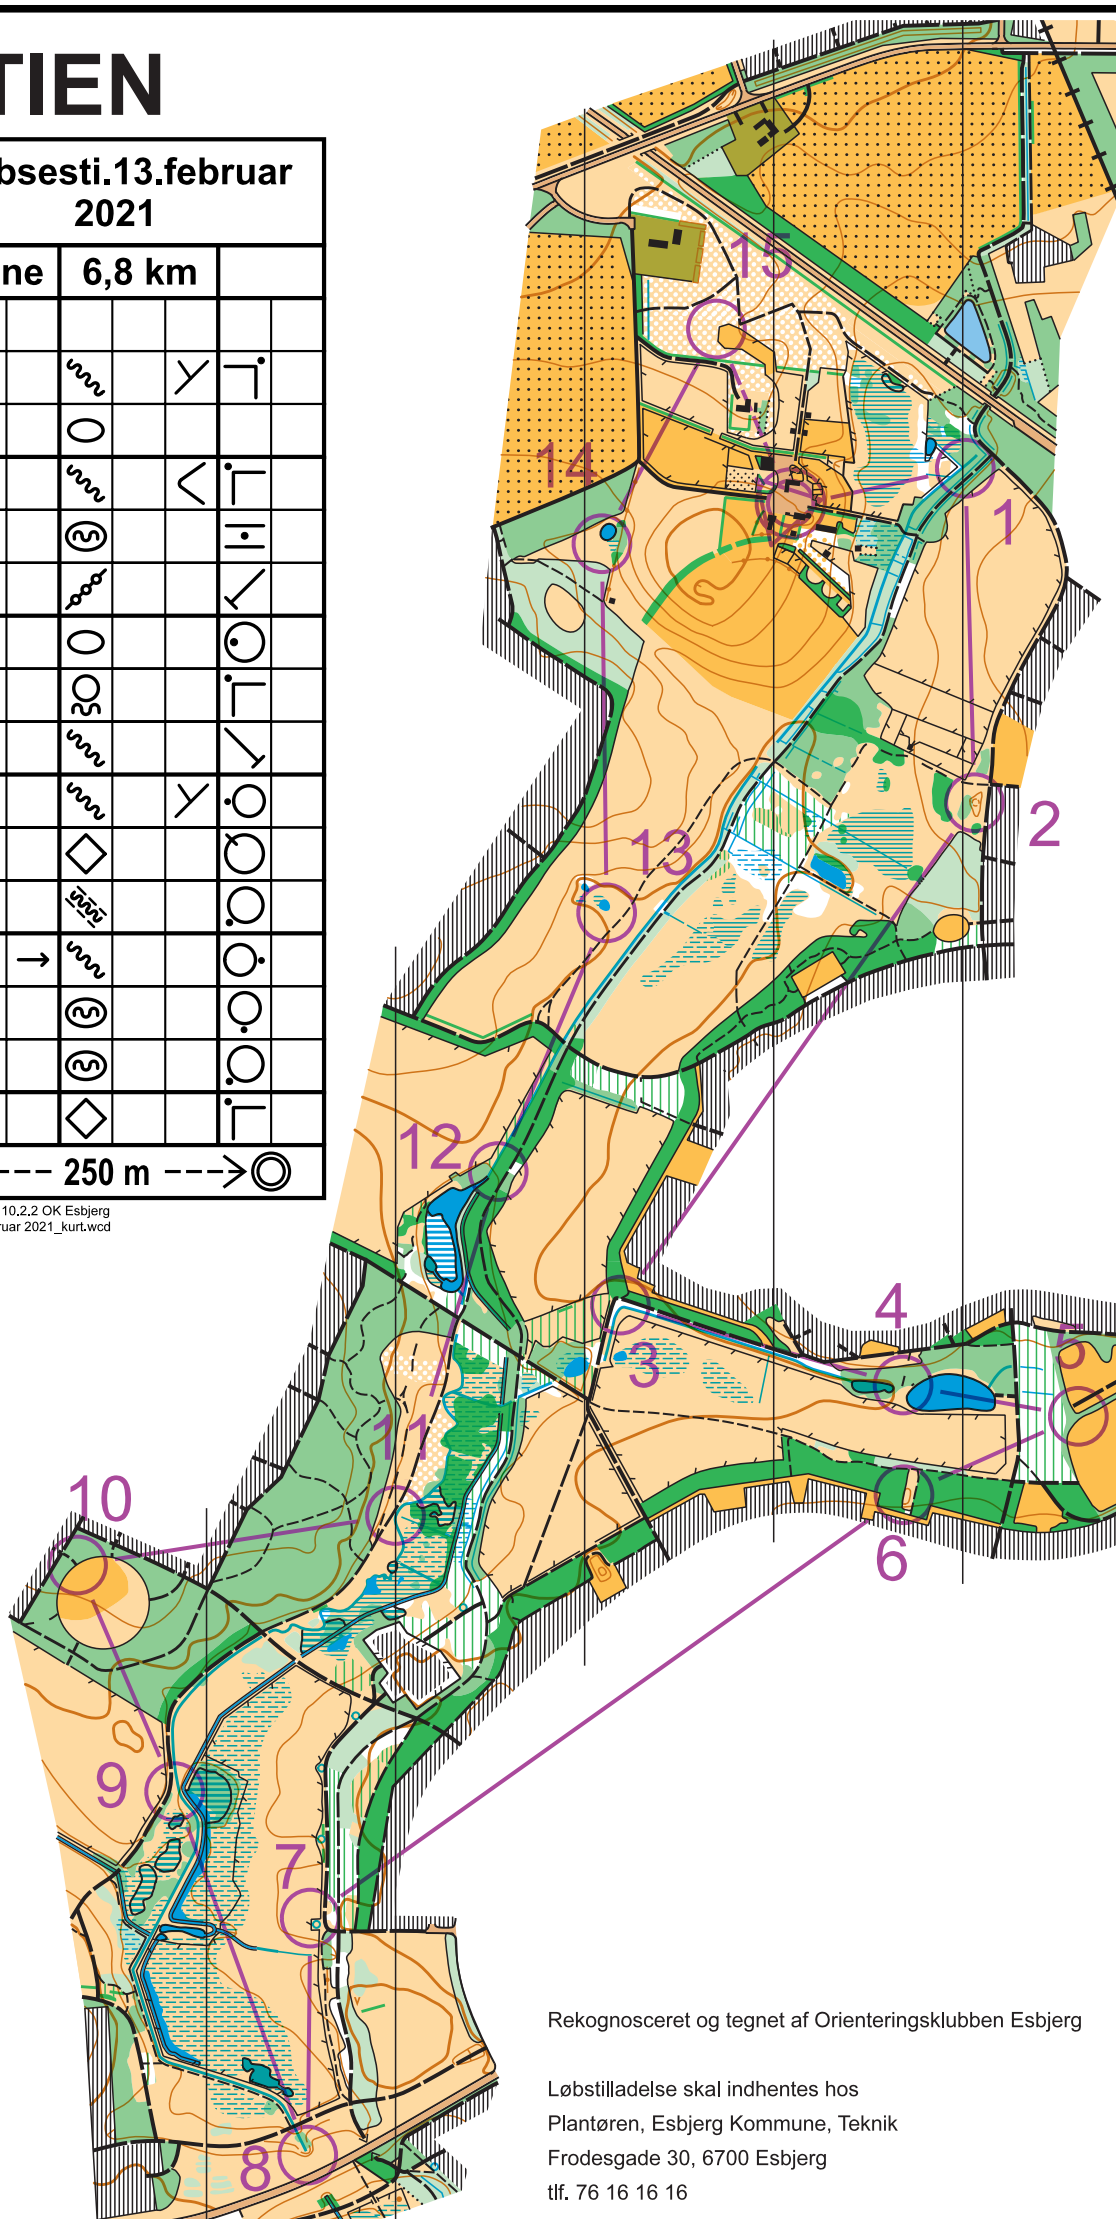 TIEN
bsesti.13.februar
2021
ne 6,8 km
250 m
10.2.2 OK Esbjerg
ruar 2021_kurt.wcd
15
14
1
2
13
12
3
4
5
11
10
6
9
7
8
Rekognosceret og tegnet af Orienteringsklubben Esbjerg
Løbstilladelse skal indhentes hos
Plantøren, Esbjerg Kommune, Teknik
Frodesgade 30, 6700 Esbjerg
tlf. 76 16 16 16